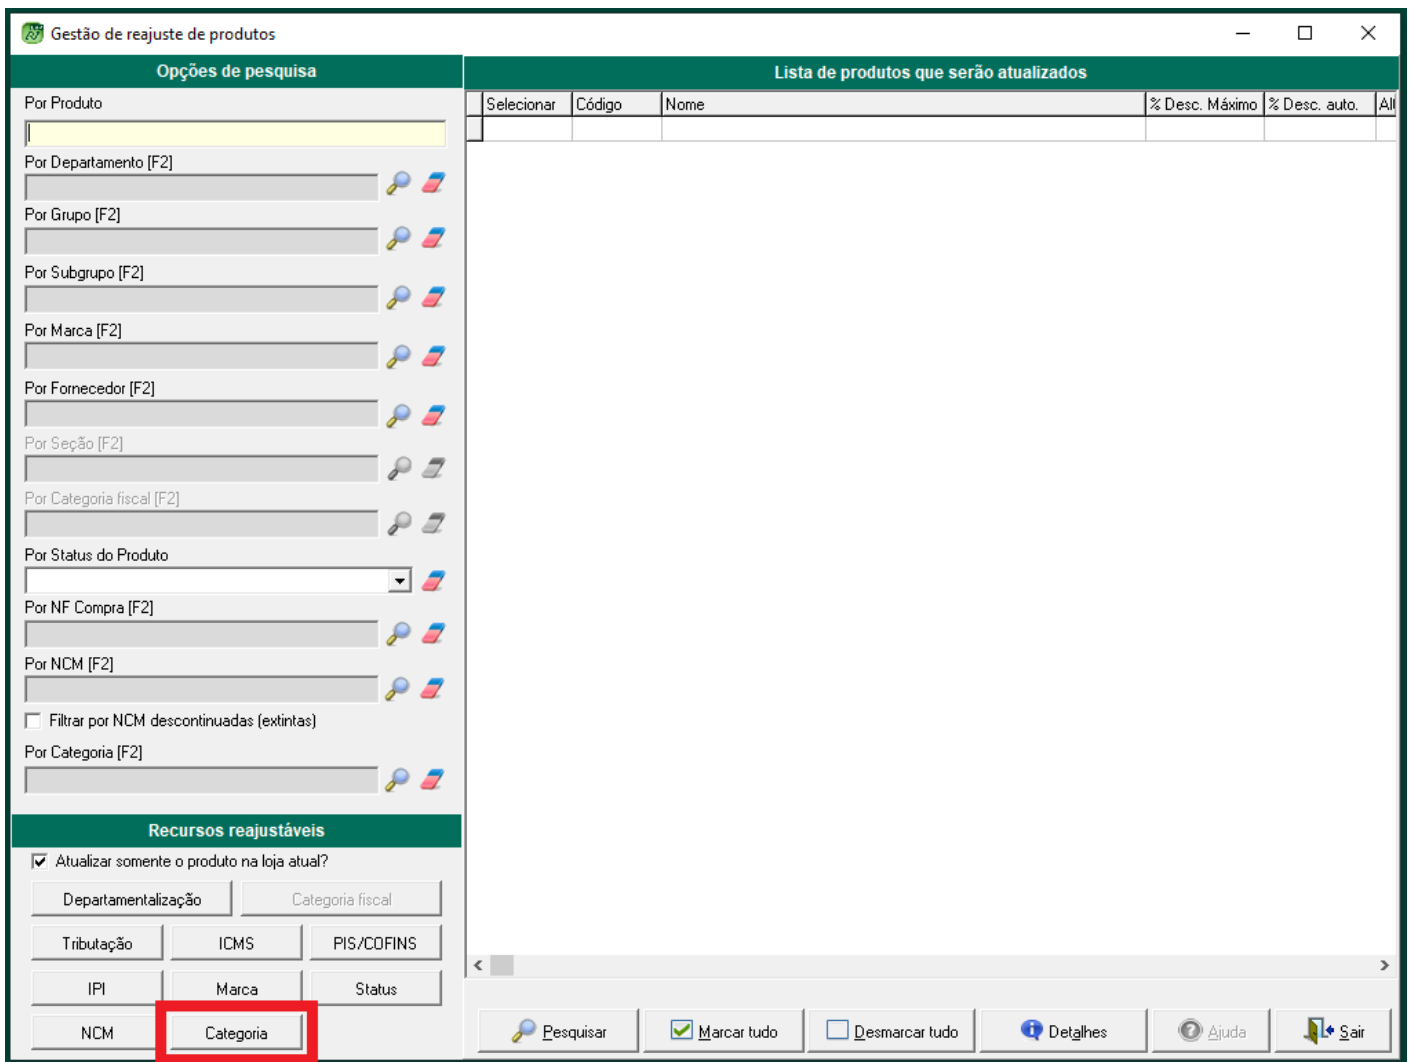 Gestão de reajuste de produtos
Opções de pesquisa
Por Produto
Por Departamento [F2]
Por Grupo [F2]
Por Subgrupo [F2]
Por Marca [F2]
Por Fornecedor [F2]
Por Seção [F2]
Por Categoria fiscal [F2]
Por Status do Produto
Por NF Compra [F2]
Por NCM [F2]
Filtrar por NCM descontinuadas (extintas)
Por Categoria [F2]
Recursos reajustáveis
Atualizar somente o produto na loja atual?
Departamentalização Categoria fiscal
Tributação ICMS PIS/COFINS
IPI Marca Status
NCM Categoria
Lista de produtos que serão atualizados
Selecionar Código Nome % Desc. Máximo % Desc. auto.
Pesquisar Marcar tudo Desmarcar tudo Detalhes Ajuda Sair